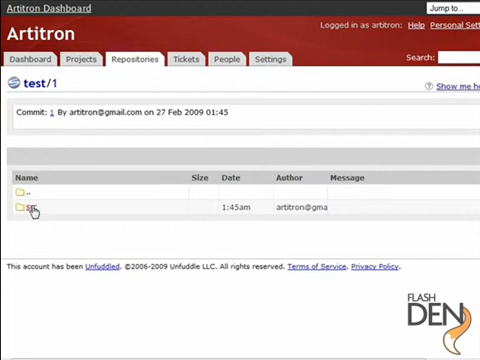 Artitron Dashboard
Jump to...
Logged in as artitron: Help Personal Set
Artitron
Dashboard Projects Repositories Tickets People Settings
Search:
test/1
Show me h
Commit: 1 By artitron@gmail.com on 27 Feb 2009 01:45
Name Size Date Author Message
..
1:45am artitron@gma
This account has been Unfuddled. ©2006-2009 Unfuddle LLC. All rights reserved. Terms of Service. Privacy Policy.
FLASH
DEN